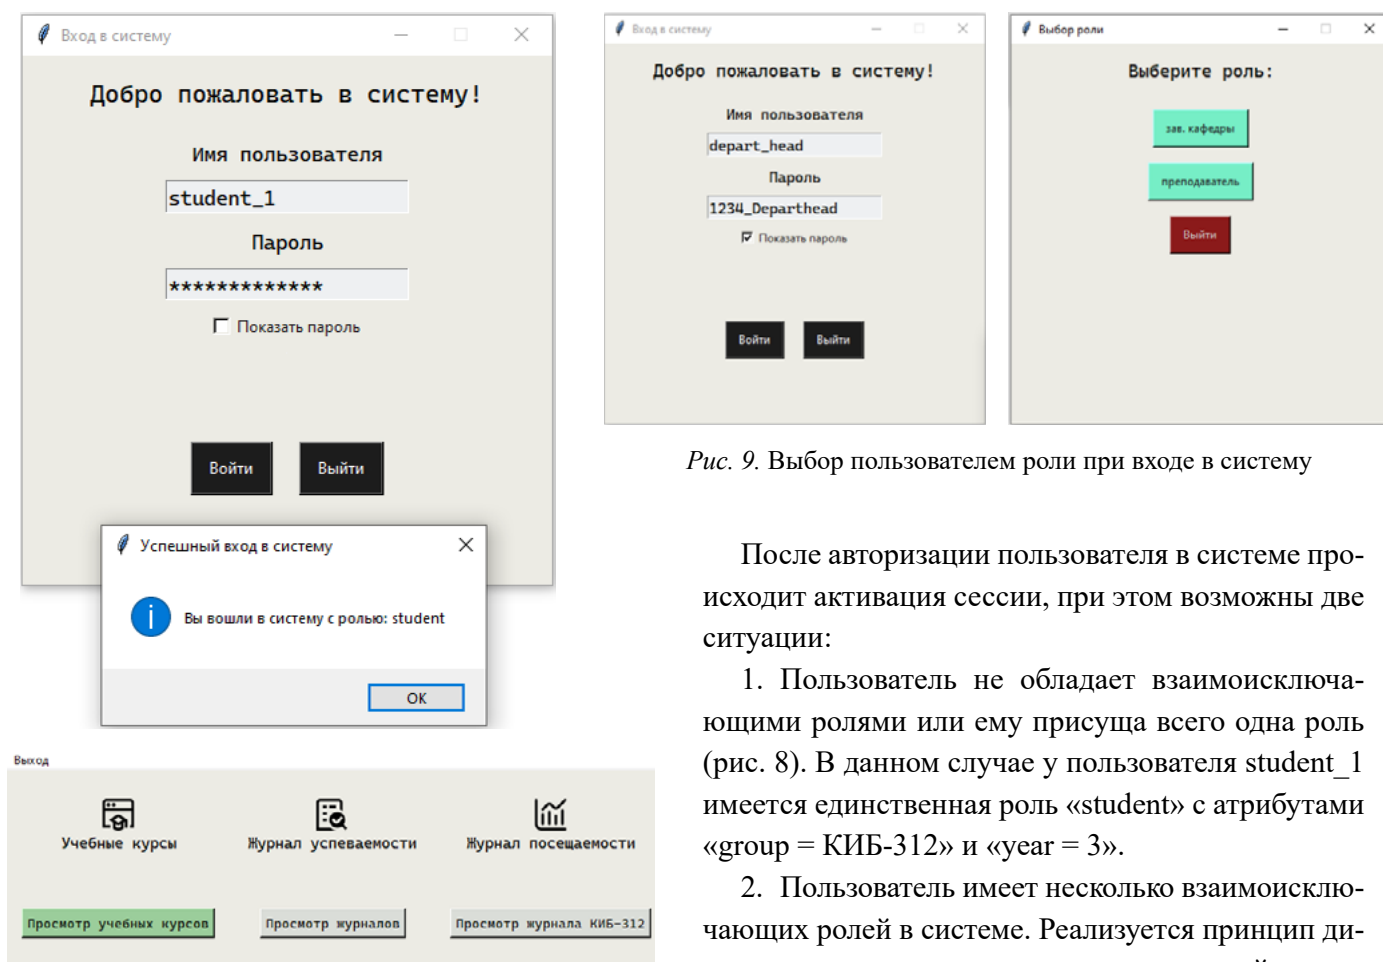 Вход в систему
Добро пожаловать в систему!
Имя пользователя
student_1
Пароль
*************
Показать пароль
Войти Выйти
Успешный вход в систему
Вы вошли в систему с ролью: student
OK
Выход
Учебные курсы Журнал успеваемости Журнал посещаемости
Просмотр учебных курсов Просмотр журналов Просмотр журнала КИБ-312
Вход в систему
Добро пожаловать в систему!
Имя пользователя
depart_head
Пароль
1234_Departhead
Показать пароль
Войти Выйти
Выбор роли
Выберите роль:
зав. кафедры
преподаватель
Выйти
Рис. 9. Выбор пользователем роли при входе в систему
После авторизации пользователя в системе про-
исходит активация сессии, при этом возможны две
ситуации:
1. Пользователь не обладает взаимоисключа-
ющими ролями или ему присуща всего одна роль
(рис. 8). В данном случае у пользователя student_1
имеется единственная роль «student» с атрибутами
«group = КИБ-312» и «year = 3».
2. Пользователь имеет несколько взаимоисклю-
чающих ролей в системе. Реализуется принцип ди-